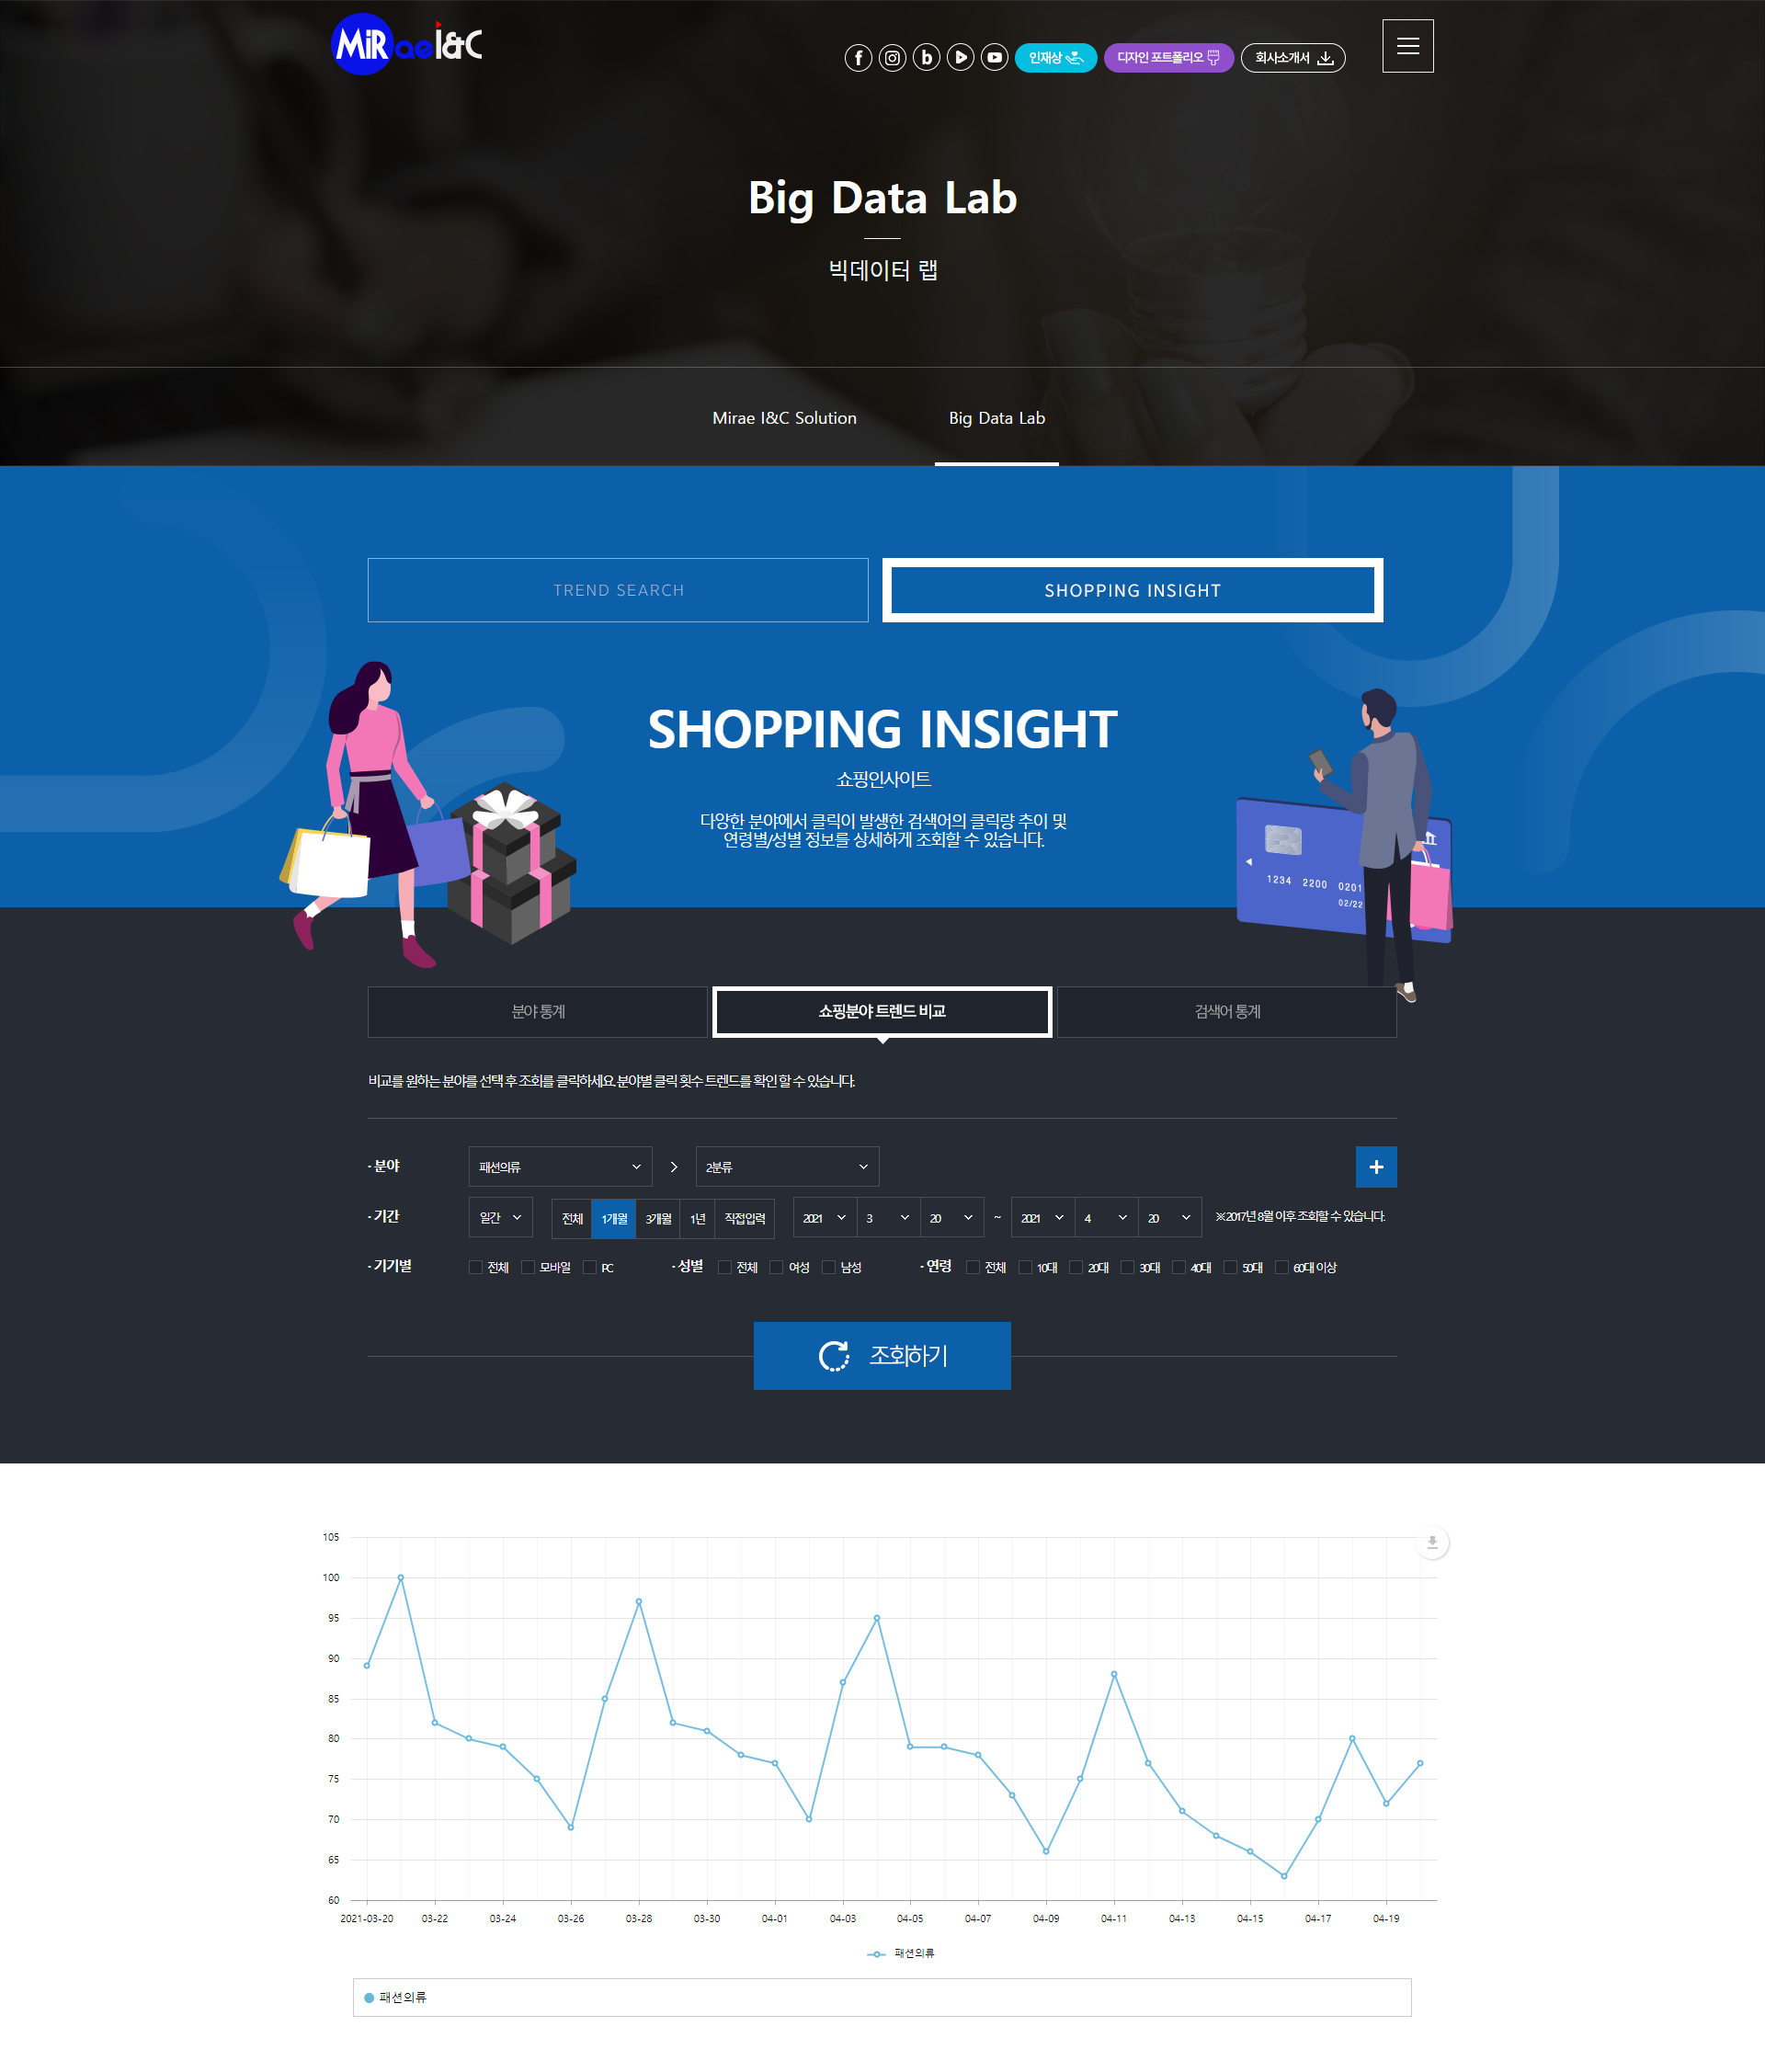 MiRae I&C
인재상
디자인 포트폴리오
회사소개서
Big Data Lab
빅데이터 랩
Mirae I&C Solution
Big Data Lab
TREND SEARCH
SHOPPING INSIGHT
SHOPPING INSIGHT
쇼핑인사이트
다양한 분야에서 클릭이 발생한 검색어의 클릭량 추이 및
연령별/성별 정보를 상세하게 조회할 수 있습니다.
1234 2200 0201
02/22
분야 통계
쇼핑분야 트렌드 비교
검색어 통계
비교를 원하는 분야를 선택 후 조회를 클릭하세요. 분야별 클릭 횟수 트렌드를 확인 할 수 있습니다.
· 분야 패션의류 > 2분류 +
· 기간 일간 전체 1개월 3개월 1년 직접입력 2021 3 20 ~ 2021 4 20 ※2017년 8월 이후 조회할 수 있습니다.
· 기기별 전체 모바일 PC · 성별 전체 여성 남성 · 연령 전체 10대 20대 30대 40대 50대 60대 이상
조회하기
105
100
95
90
85
80
75
70
65
60
2021-03-20 03-22 03-24 03-26 03-28 03-30 04-01 04-03 04-05 04-07 04-09 04-11 04-13 04-15 04-17 04-19
패션의류
패션의류